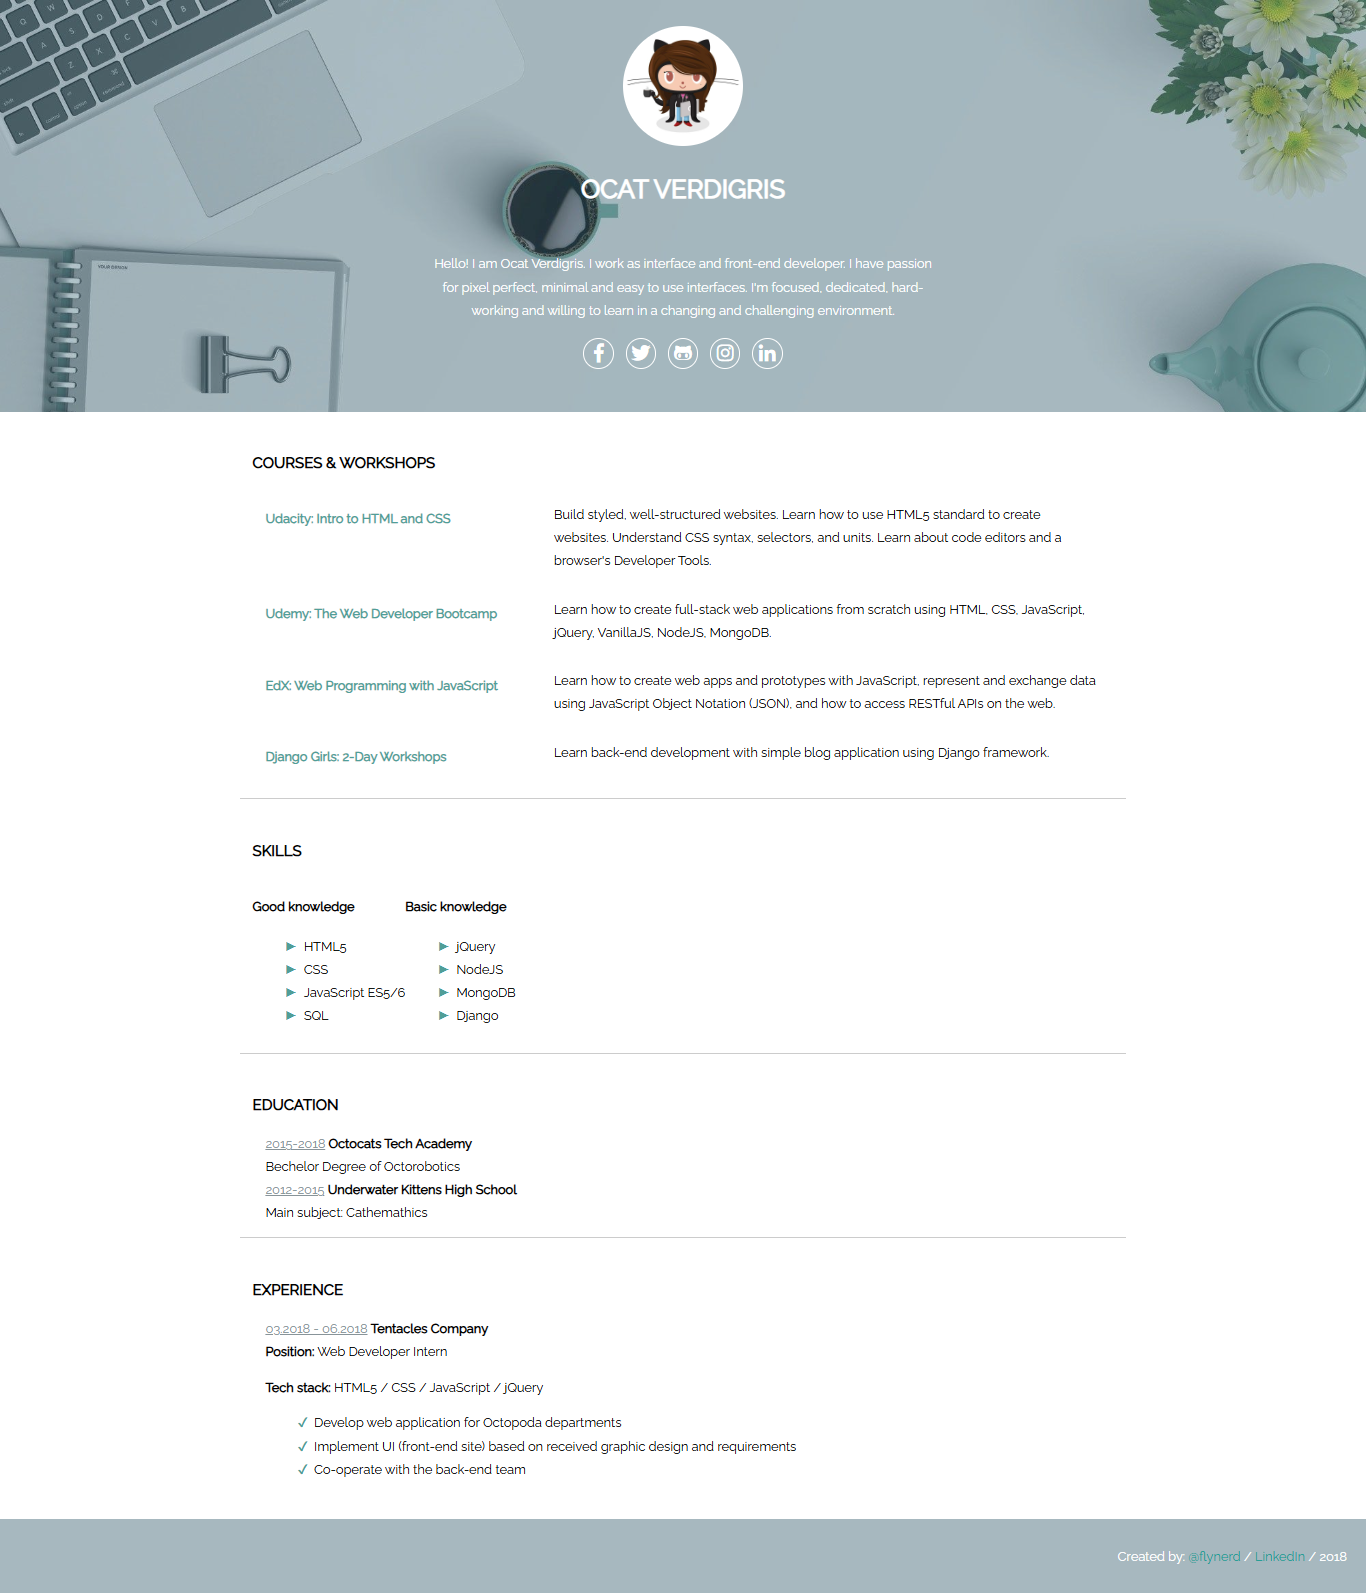 OCAT VERDIGRIS
Hello! I am Ocat Verdigris. I work as interface and front-end developer. I have passion
for pixel perfect, minimal and easy to use interfaces. I'm focused, dedicated, hard-
working and willing to learn in a changing and challenging environment.
COURSES & WORKSHOPS
Udacity: Intro to HTML and CSS
Build styled, well-structured websites. Learn how to use HTML5 standard to create
websites. Understand CSS syntax, selectors, and units. Learn about code editors and a
browser's Developer Tools.
Udemy: The Web Developer Bootcamp
Learn how to create full-stack web applications from scratch using HTML, CSS, JavaScript,
jQuery, VanillaJS, NodeJS, MongoDB.
EdX: Web Programming with JavaScript
Learn how to create web apps and prototypes with JavaScript, represent and exchange data
using JavaScript Object Notation (JSON), and how to access RESTful APIs on the web.
Django Girls: 2-Day Workshops
Learn back-end development with simple blog application using Django framework.
SKILLS
Good knowledge
► HTML5
► CSS
► JavaScript ES5/6
► SQL
Basic knowledge
► jQuery
► NodeJS
► MongoDB
► Django
EDUCATION
2015-2018 Octocats Tech Academy
Bechelor Degree of Octorobotics
2012-2015 Underwater Kittens High School
Main subject: Cathemathics
EXPERIENCE
03.2018 - 06.2018 Tentacles Company
Position: Web Developer Intern
Tech stack: HTML5 / CSS / JavaScript / jQuery
✓ Develop web application for Octopoda departments
✓ Implement UI (front-end site) based on received graphic design and requirements
✓ Co-operate with the back-end team
Created by: @flynerd / LinkedIn / 2018